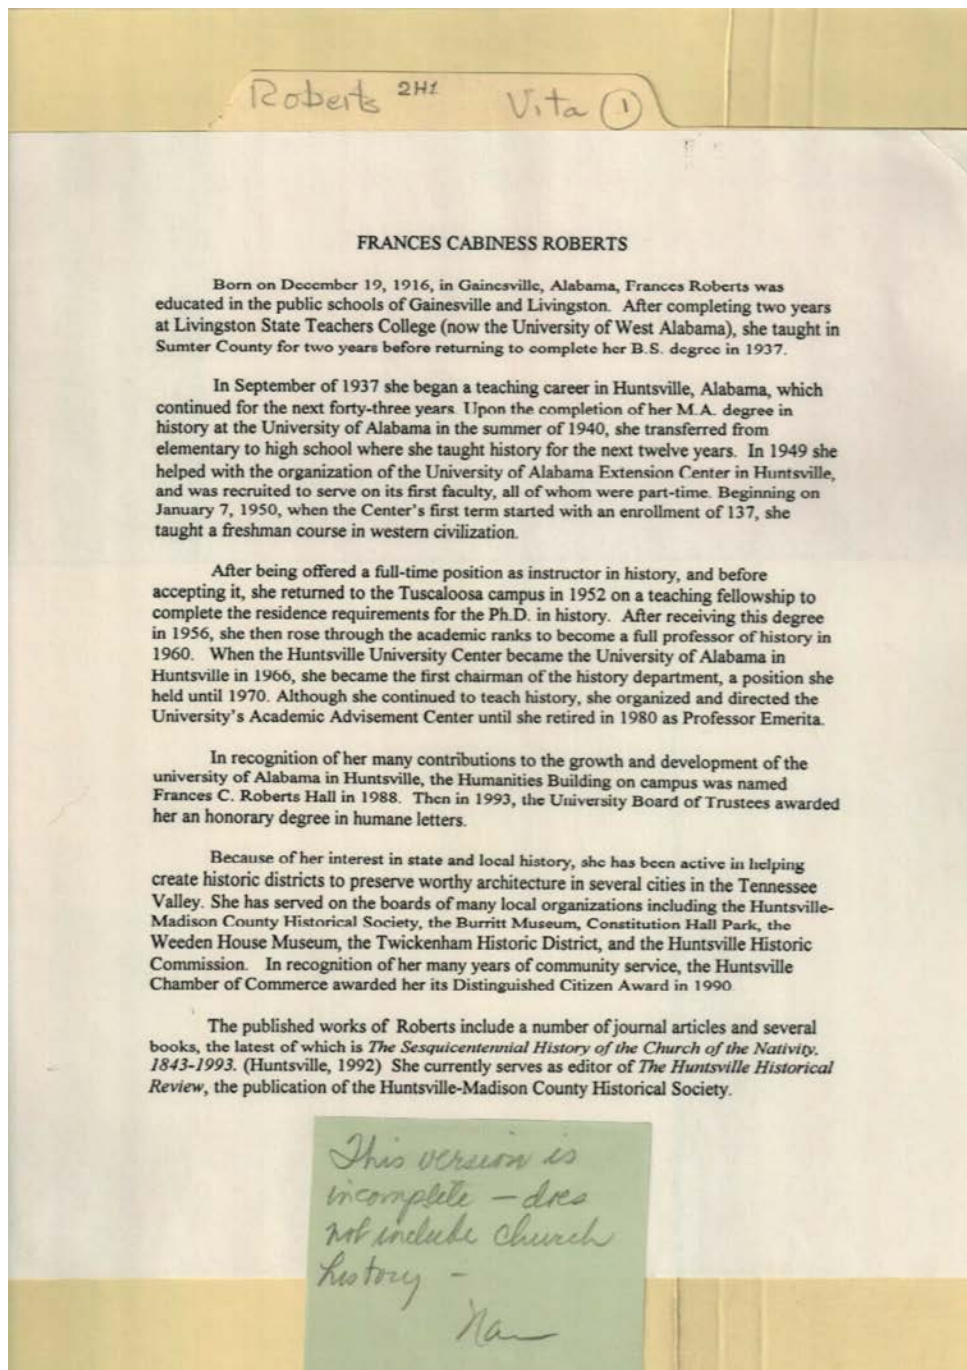 Roberts 2H1 Vita 1
FRANCES CABINESS ROBERTS
Born on December 19, 1916, in Gainesville, Alabama, Frances Roberts was
educated in the public schools of Gainesville and Livingston. After completing two years
at Livingston State Teachers College (now the University of West Alabama), she taught in
Sumter County for two years before returning to complete her B.S. degree in 1937.
In September of 1937 she began a teaching career in Huntsville, Alabama, which
continued for the next forty-three years. Upon the completion of her M.A. degree in
history at the University of Alabama in the summer of 1940, she transferred from
elementary to high school where she taught history for the next twelve years. In 1949 she
helped with the organization of the University of Alabama Extension Center in Huntsville,
and was recruited to serve on its first faculty, all of whom were part-time. Beginning on
January 7, 1950, when the Center's first term started with an enrollment of 137, she
taught a freshman course in western civilization.
After being offered a full-time position as instructor in history, and before
accepting it, she returned to the Tuscaloosa campus in 1952 on a teaching fellowship to
complete the residence requirements for the Ph.D. in history. After receiving this degree
in 1956, she then rose through the academic ranks to become a full professor of history in
1960. When the Huntsville University Center became the University of Alabama in
Huntsville in 1966, she became the first chairman of the history department, a position she
held until 1970. Although she continued to teach history, she organized and directed the
University's Academic Advisement Center until she retired in 1980 as Professor Emerita.
In recognition of her many contributions to the growth and development of the
university of Alabama in Huntsville, the Humanities Building on campus was named
Frances C. Roberts Hall in 1988. Then in 1993, the University Board of Trustees awarded
her an honorary degree in humane letters.
Because of her interest in state and local history, she has been active in helping
create historic districts to preserve worthy architecture in several cities in the Tennessee
Valley. She has served on the boards of many local organizations including the Huntsville-
Madison County Historical Society, the Burritt Museum, Constitution Hall Park, the
Weeden House Museum, the Twickenham Historic District, and the Huntsville Historic
Commission. In recognition of her many years of community service, the Huntsville
Chamber of Commerce awarded her its Distinguished Citizen Award in 1990.
The published works of Roberts include a number of journal articles and several
books, the latest of which is The Sesquicentennial History of the Church of the Nativity.
1843-1993. (Huntsville, 1992) She currently serves as editor of The Huntsville Historical
Review, the publication of the Huntsville-Madison County Historical Society.
This version is
incomplete - does
not include church
history -